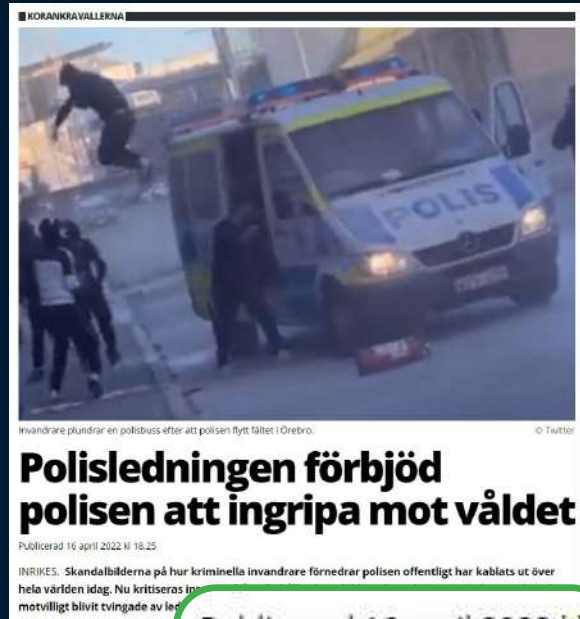 KORANKRAVALLERNA
POLIS
Invandrare plundrar en polisbuss efter att polisen flytt fältet i Örebro.
© Twitter
Polisledningen förbjöd
polisen att ingripa mot våldet
Publicerad 16 april 2022 kl 18.25
INRIKES. Skandalbilderna på hur kriminella invandrare förnedrar polisen offentligt har kablats ut över
hela världen idag. Nu kritiseras
motvilligt blivit tvingade av